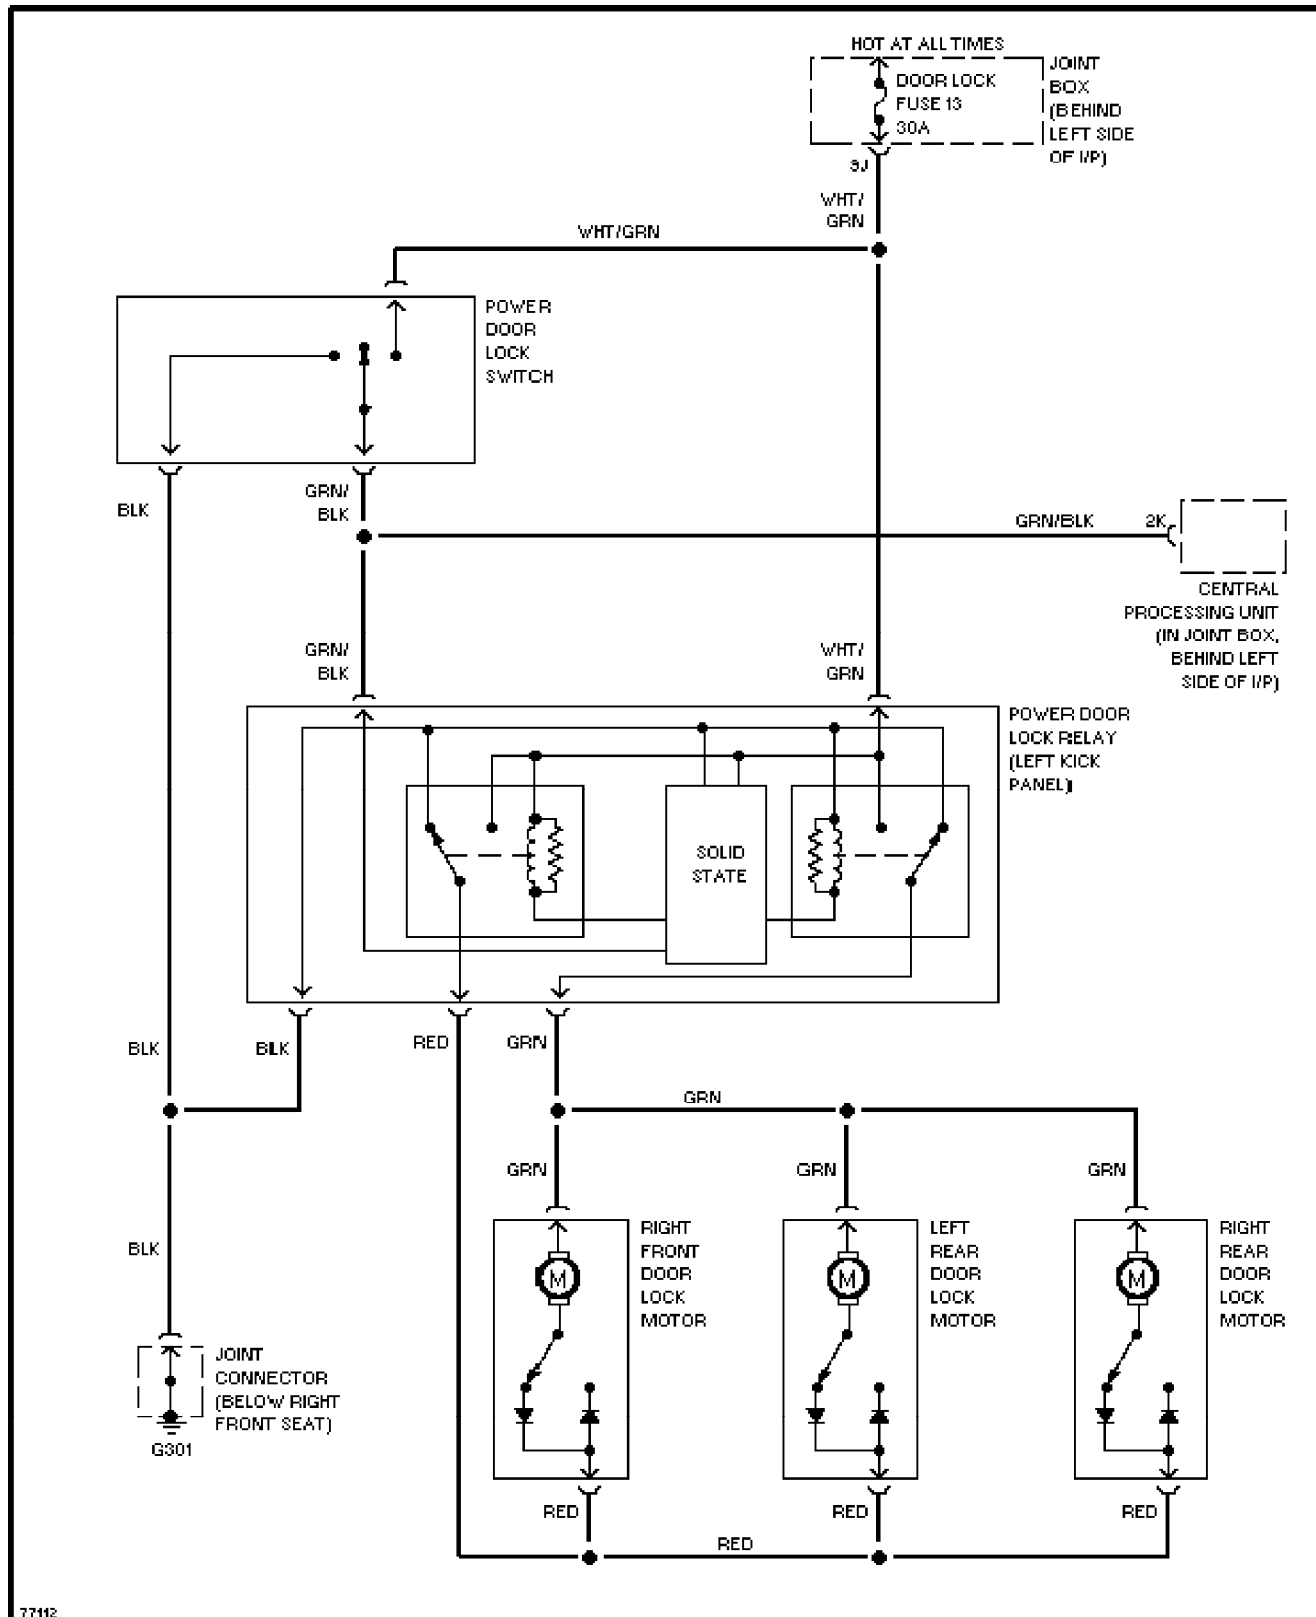 HOT AT ALL TIMES
DOOR LOCK
FUSE 13
30A
JOINT
BOX
(BEHIND
LEFT SIDE
OF I/P)
9J
WHT/
GRN
WHT/GRN
POWER
DOOR
LOCK
SWITCH
BLK
GRN/
BLK
GRN/BLK
2K
CENTRAL
PROCESSING UNIT
(IN JOINT BOX,
BEHIND LEFT
SIDE OF I/P)
GRN/
BLK
WHT/
GRN
POWER DOOR
LOCK RELAY
(LEFT KICK
PANEL)
SOLID
STATE
BLK
BLK
RED
GRN
GRN
GRN
GRN
GRN
BLK
RIGHT
FRONT
DOOR
LOCK
MOTOR
M
LEFT
REAR
DOOR
LOCK
MOTOR
M
RIGHT
REAR
DOOR
LOCK
MOTOR
M
JOINT
CONNECTOR
(BELOW RIGHT
FRONT SEAT)
G301
RED
RED
RED
RED
77112